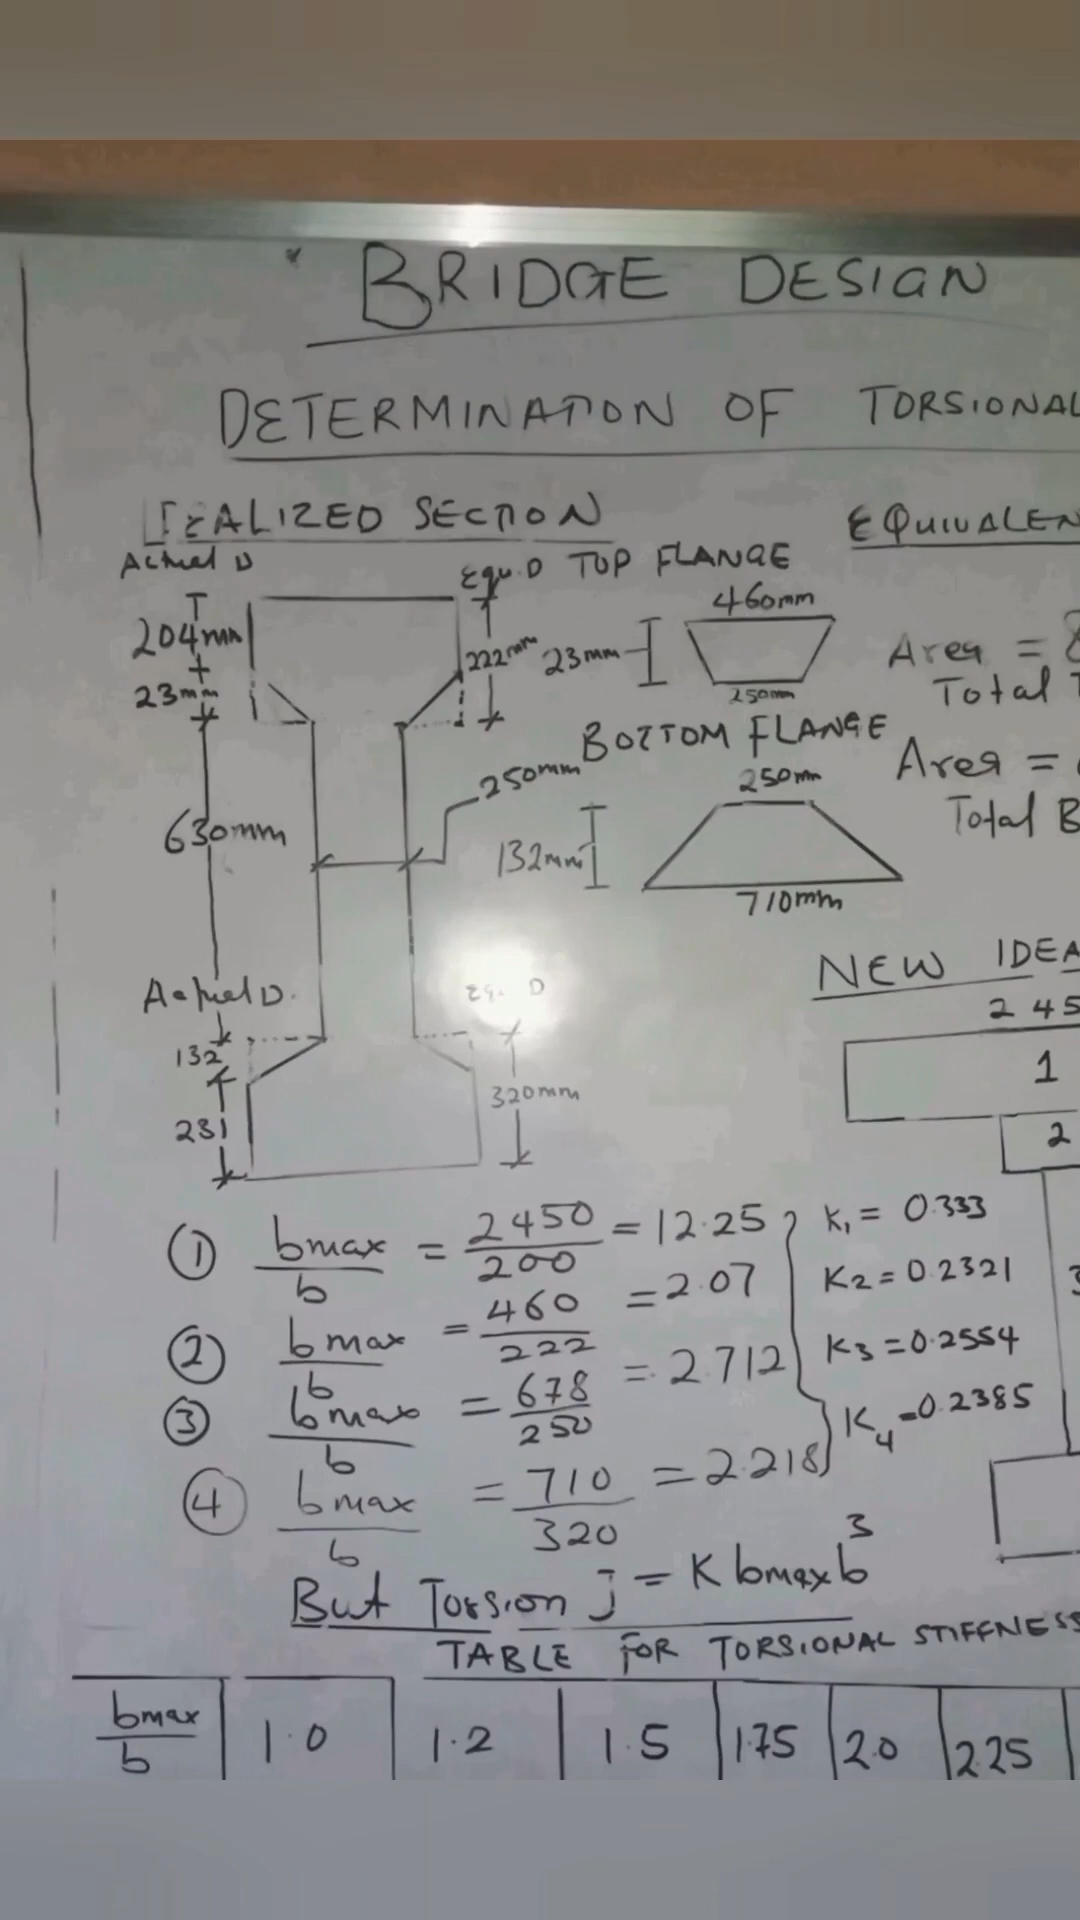 BRIDGE DESIGN
DETERMINATION OF TORSIONAL
IDEALIZED SECTION
EQUIVALEN
Actual D
Equ. D
TOP FLANGE
460mm
204mm
+
23mm
222mm
23mm
250mm
Area =
Total
BOTTOM FLANGE
250mm
250mm
Area =
Total B
630mm
132mm
710mm
Actual D.
Eq. D
NEW IDEA
245
132
1
320mm
231
2
① bmax/b = 2450/200 = 12.25
K1 = 0.333
② bmax/b = 460/222 = 2.07
K2 = 0.2321
③ bmax/b = 678/250 = 2.712
K3 = 0.2554
④ bmax/b = 710/320 = 2.218
K4 = 0.2385
But Torsion J = K bmax b³
TABLE FOR TORSIONAL STIFFNESS
bmax/b 1.0 1.2 1.5 1.75 2.0 2.25